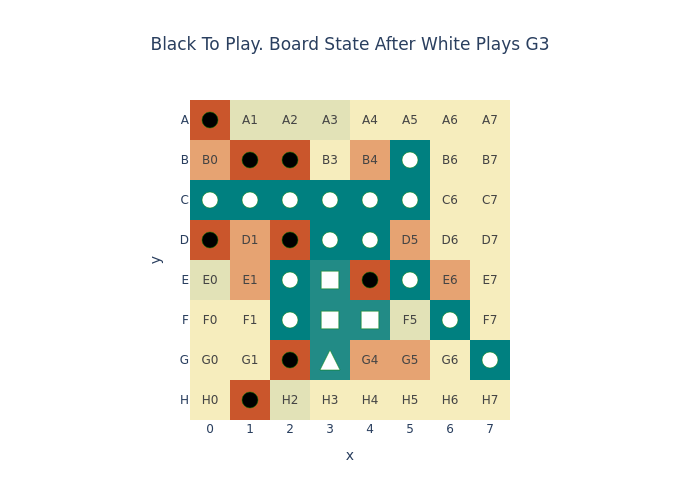 Black To Play. Board State After White Plays G3
A A1 A2 A3 A4 A5 A6 A7
B B0 B3 B4 B6 B7
C C6 C7
D D1 D5 D6 D7
E E0 E1 E6 E7
F F0 F1 F5 F7
G G0 G1 G4 G5 G6
H H0 H2 H3 H4 H5 H6 H7
0 1 2 3 4 5 6 7
x
y